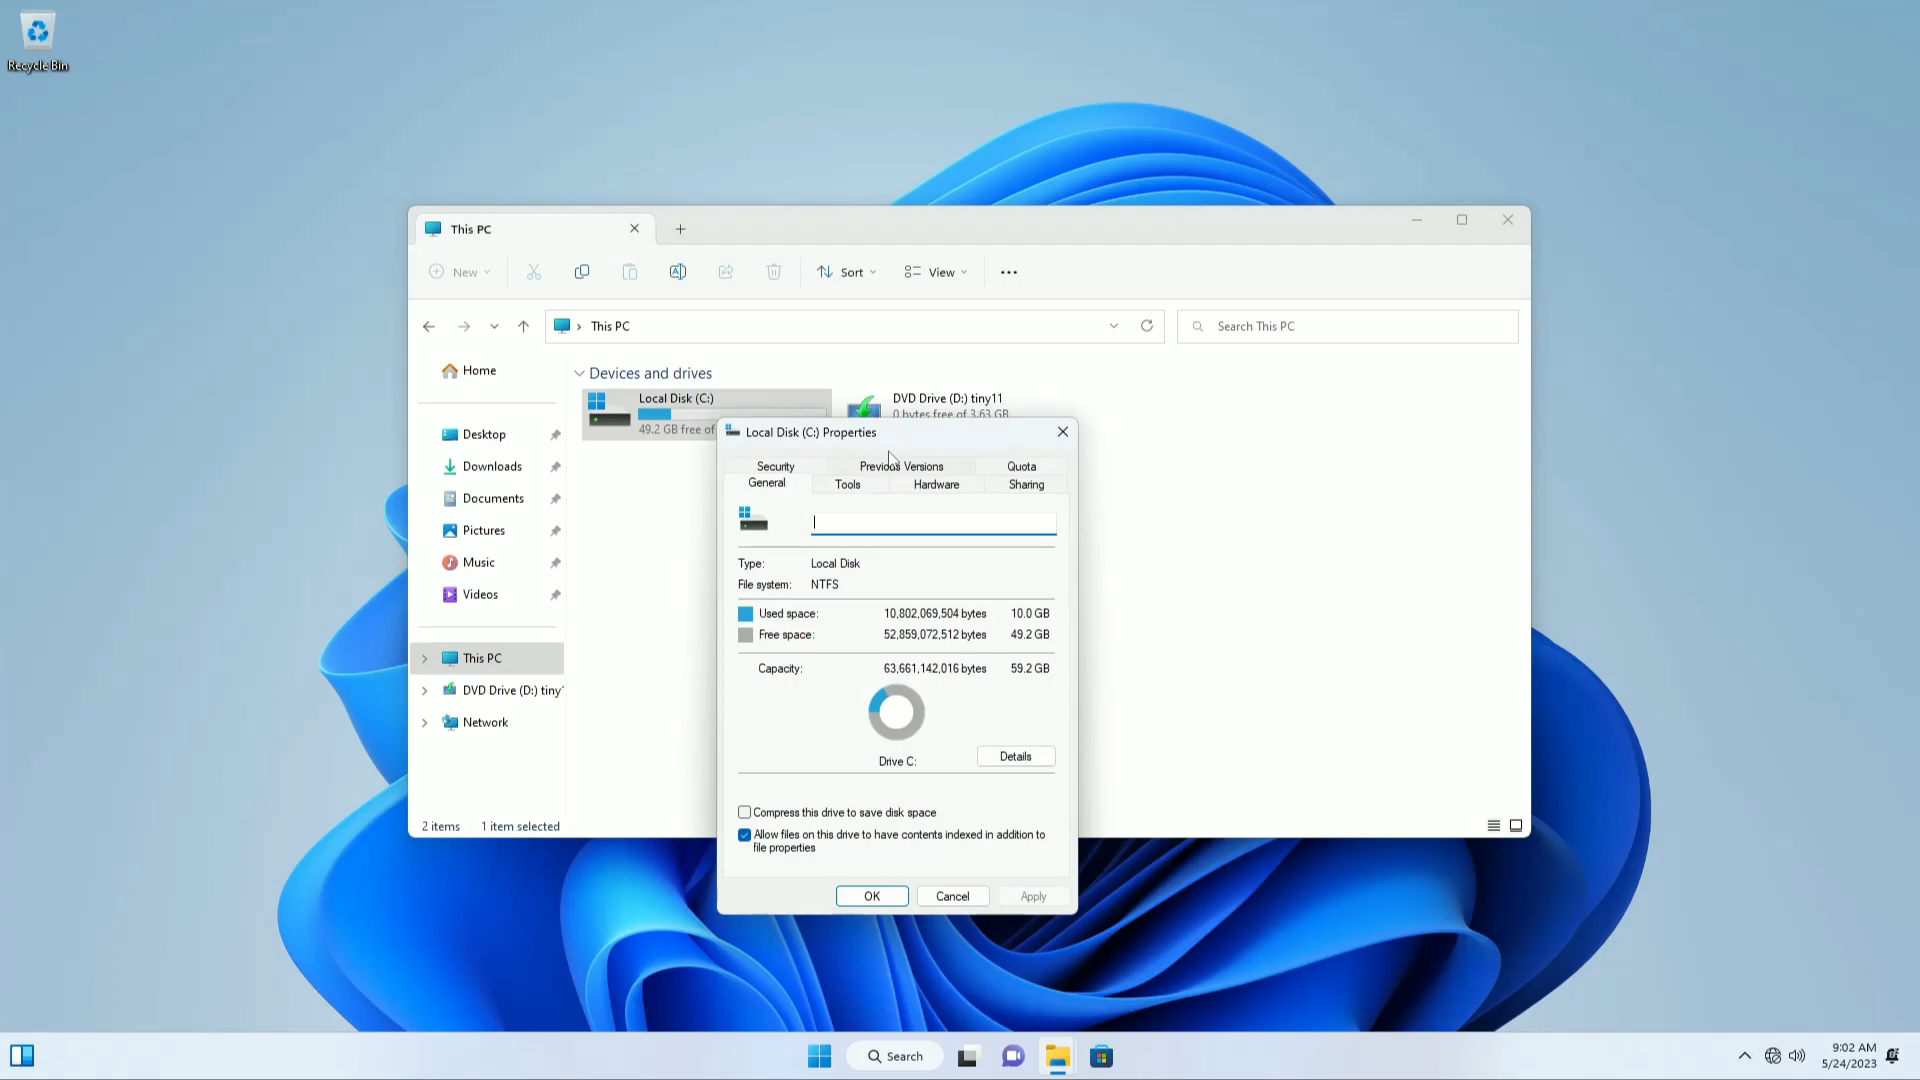 Recycle Bin
This PC
New
Sort
View
This PC
Search This PC
Home
Desktop
Downloads
Documents
Pictures
Music
Videos
This PC
DVD Drive (D:) tiny
Network
Devices and drives
Local Disk (C:)
49.2 GB free of
DVD Drive (D:) tiny11
0 bytes free of 3.63 GB
Local Disk (C:) Properties
Security
Previous Versions
Quota
General
Tools
Hardware
Sharing
Type: Local Disk
File system: NTFS
Used space: 10,802,069,504 bytes 10.0 GB
Free space: 52,859,072,512 bytes 49.2 GB
Capacity: 63,661,142,016 bytes 59.2 GB
Drive C:
Details
Compress this drive to save disk space
Allow files on this drive to have contents indexed in addition to
file properties
OK
Cancel
Apply
2 items
1 item selected
Search
9:02 AM
5/24/2023